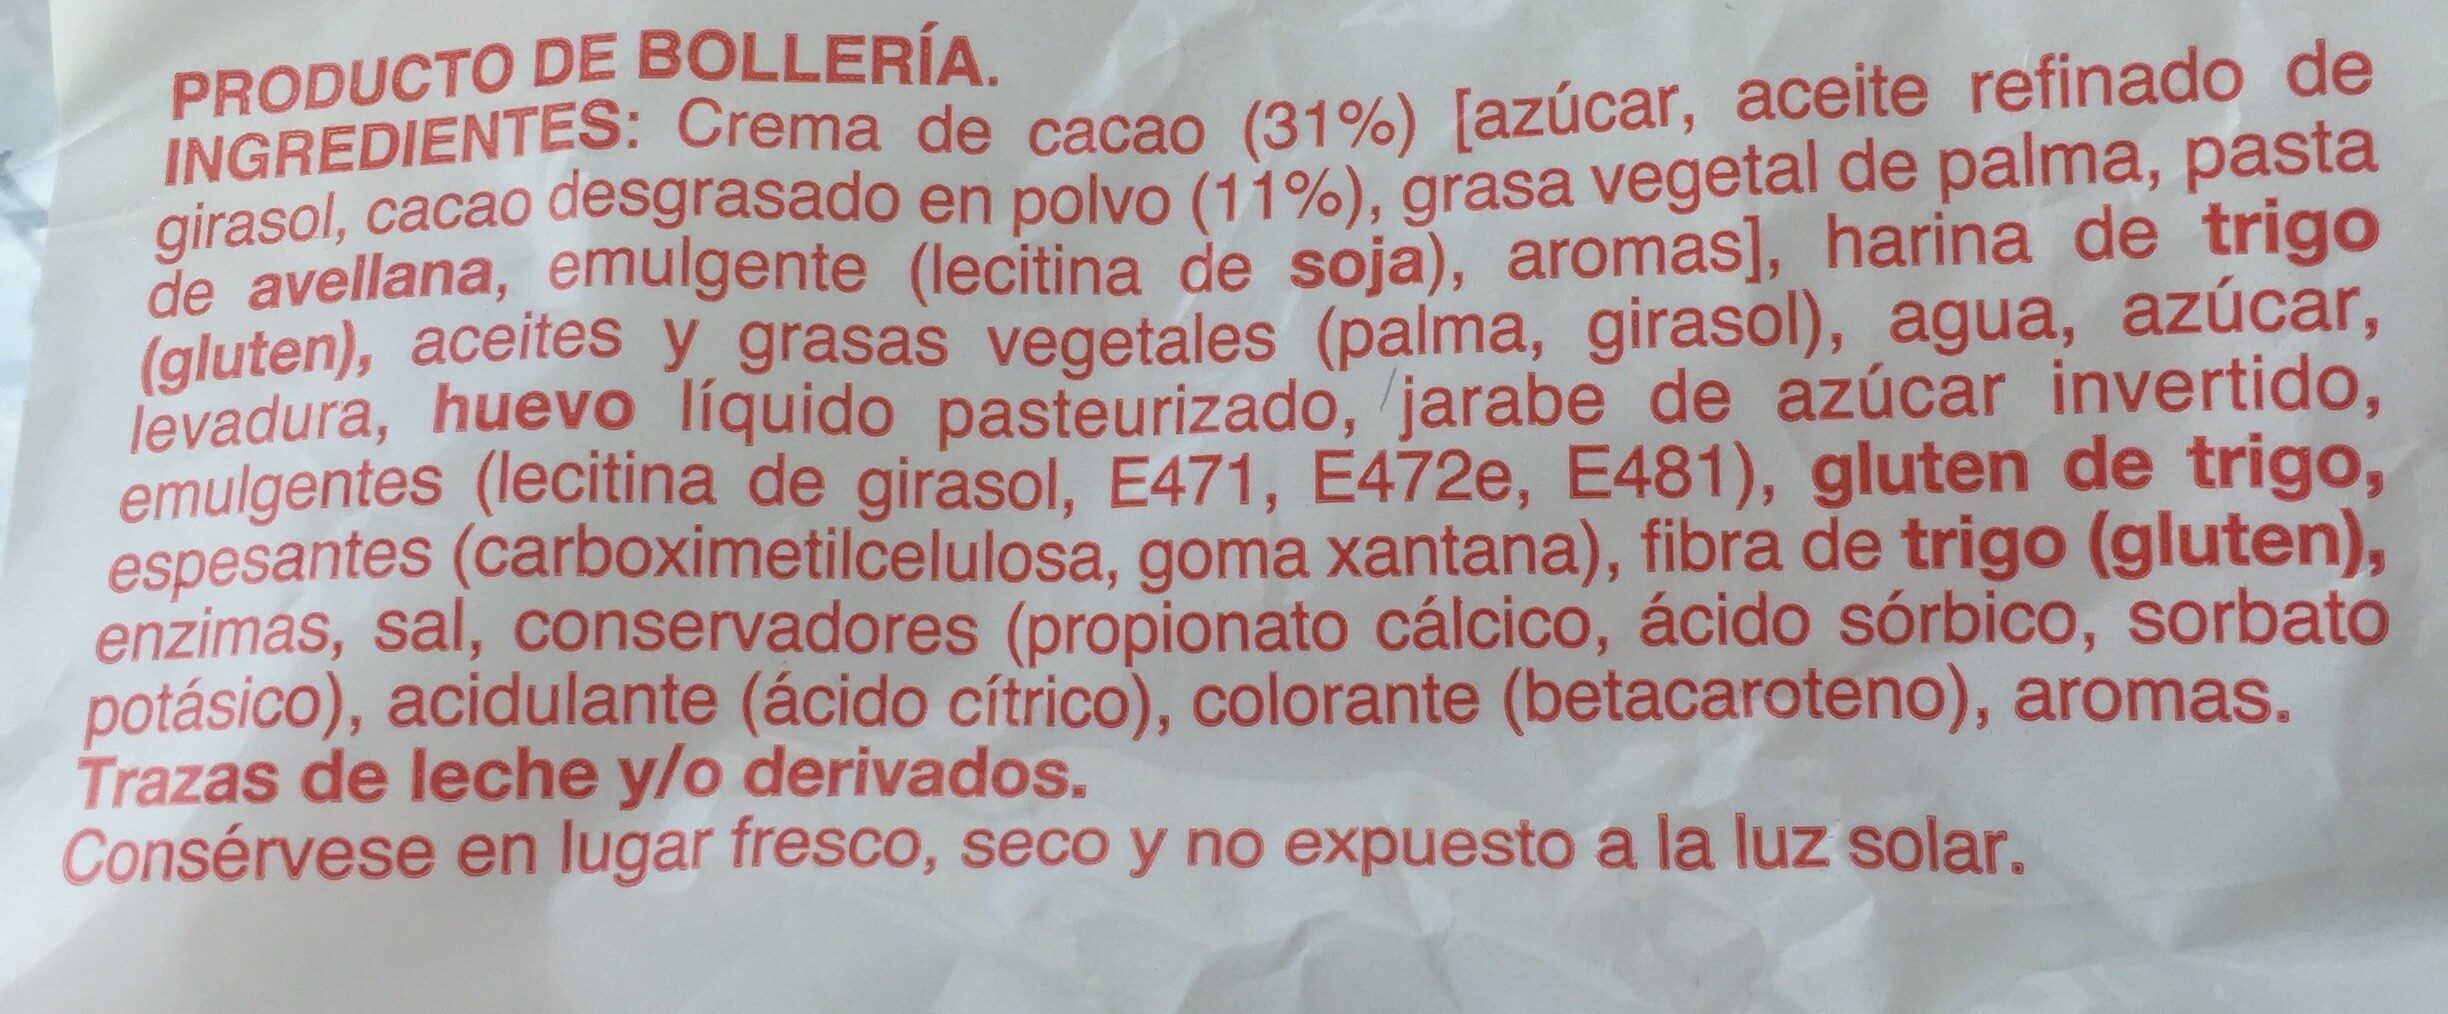 PRODUCTO DE BOLLERÍA.
INGREDIENTES: Crema de cacao (31%) [azúcar, aceite refinado de
girasol, cacao desgrasado en polvo (11%), grasa vegetal de palma, pasta
de avellana, emulgente (lecitina de soja), aromas], harina de trigo
(gluten), aceites y grasas vegetales (palma, girasol), agua, azúcar,
levadura, huevo líquido pasteurizado, jarabe de azúcar invertido,
emulgentes (lecitina de girasol, E471, E472e, E481), gluten de trigo,
espesantes (carboximetilcelulosa, goma xantana), fibra de trigo (gluten),
enzimas, sal, conservadores (propionato cálcico, ácido sórbico, sorbato
potásico), acidulante (ácido cítrico), colorante (betacaroteno), aromas.
Trazas de leche y/o derivados.
Consérvese en lugar fresco, seco y no expuesto a la luz solar.